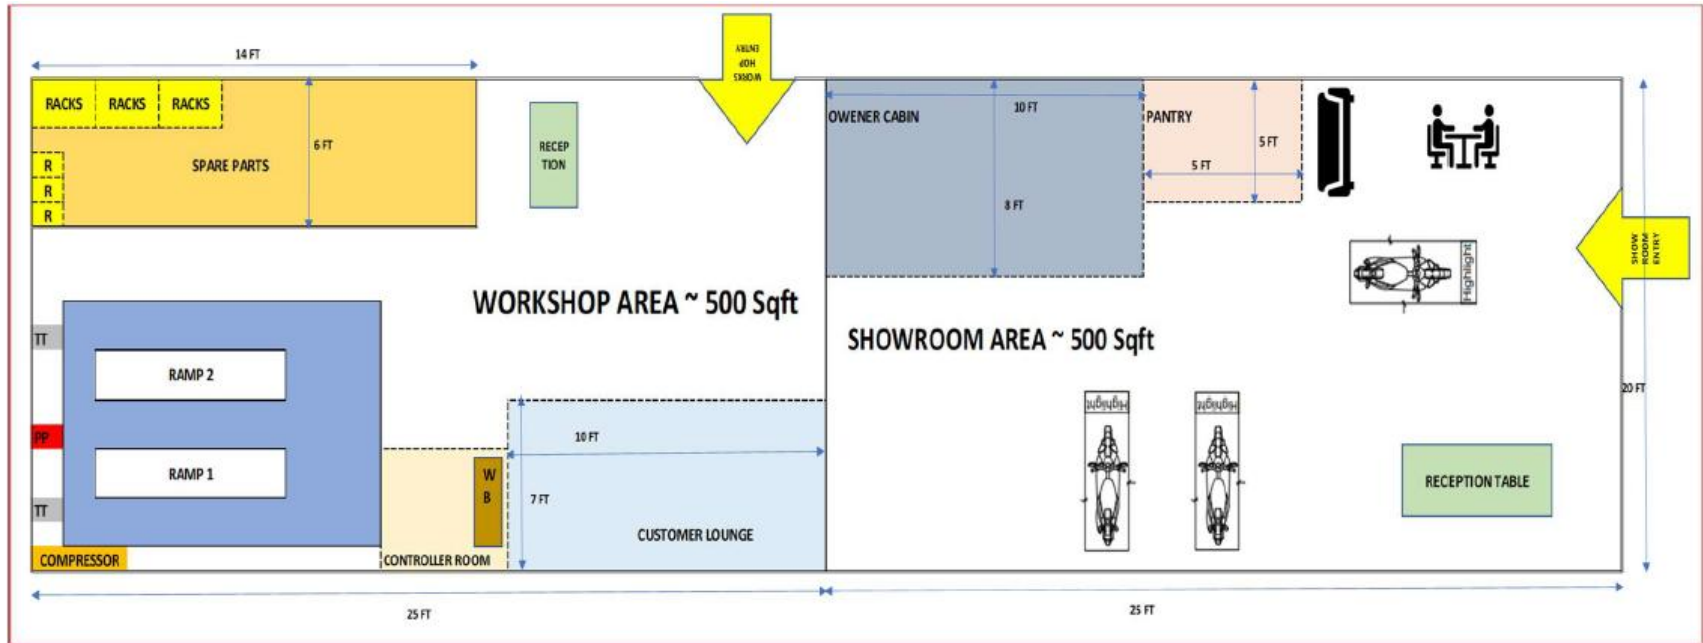 14 FT
WORKS
HOP
ENTRY
RACKS
RACKS
RACKS
6 FT
SPARE PARTS
R
R
R
RECEP
TION
OWENER CABIN
10 FT
8 FT
PANTRY
5 FT
5 FT
SHOW
ROOM
ENTRY
Highlight
WORKSHOP AREA ~ 500 Sqft
SHOWROOM AREA ~ 500 Sqft
20 FT
TT
RAMP 2
PP
RAMP 1
TT
COMPRESSOR
W
B
CONTROLLER ROOM
10 FT
7 FT
CUSTOMER LOUNGE
Highlight
Highlight
RECEPTION TABLE
25 FT
25 FT